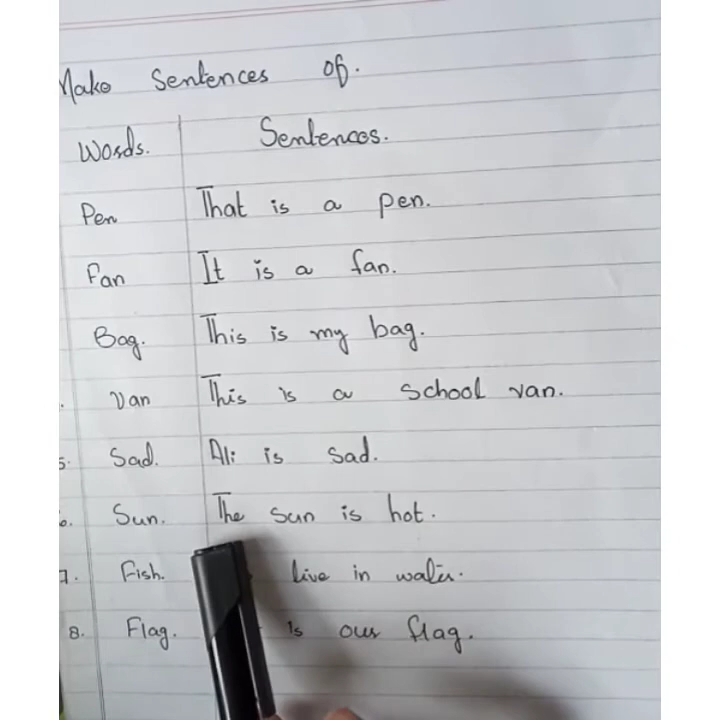 Make Sentences of.
Words. Sentences.
Pen That is a pen.
Fan It is a fan.
Bag. This is my bag.
Van This is a school van.
5. Sad. Ali is sad.
6. Sun. The sun is hot.
7. Fish. live in water.
8. Flag. is our flag.